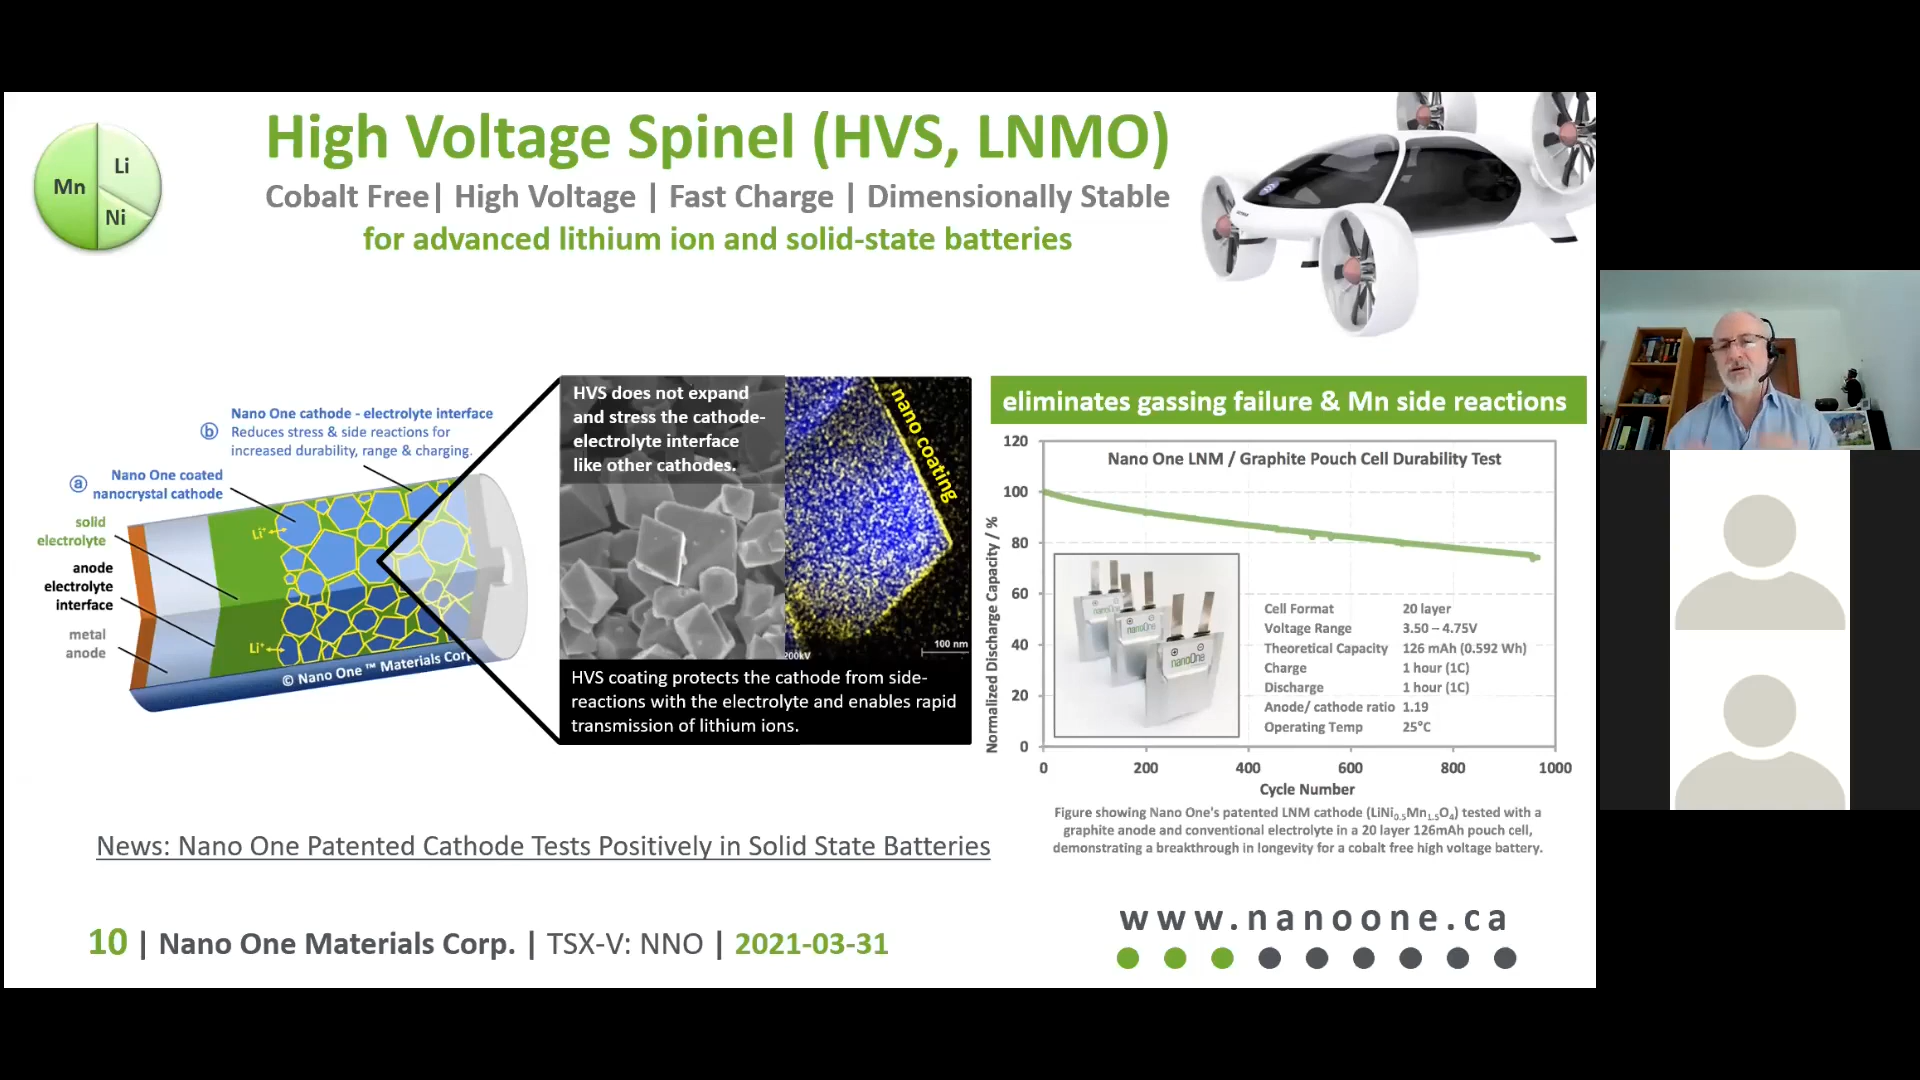 High Voltage Spinel (HVS, LNMO)
Cobalt Free| High Voltage | Fast Charge | Dimensionally Stable
for advanced lithium ion and solid-state batteries
Mn
Li
Ni
Nano One cathode - electrolyte interface
ⓑ Reduces stress & side reactions for
increased durability, range & charging.
ⓐ Nano One coated
nanocrystal cathode
solid
electrolyte
anode
electrolyte
interface
metal
anode
Li+
Li+
© Nano One ™ Materials Corp
HVS does not expand
and stress the cathode-
electrolyte interface
like other cathodes.
nano coating
100 nm
200kV
HVS coating protects the cathode from side-
reactions with the electrolyte and enables rapid
transmission of lithium ions.
eliminates gassing failure & Mn side reactions
Nano One LNM / Graphite Pouch Cell Durability Test
Normalized Discharge Capacity / %
120
100
80
60
40
20
0
0 200 400 600 800 1000
Cycle Number
nanOne
nanOne
nanOne
Cell Format 20 layer
Voltage Range 3.50 – 4.75V
Theoretical Capacity 126 mAh (0.592 Wh)
Charge 1 hour (1C)
Discharge 1 hour (1C)
Anode/ cathode ratio 1.19
Operating Temp 25°C
Figure showing Nano One's patented LNM cathode (LiNi0.5Mn1.5O4) tested with a
graphite anode and conventional electrolyte in a 20 layer 126mAh pouch cell,
demonstrating a breakthrough in longevity for a cobalt free high voltage battery.
News: Nano One Patented Cathode Tests Positively in Solid State Batteries
10 | Nano One Materials Corp. | TSX-V: NNO | 2021-03-31
www.nanoone.ca